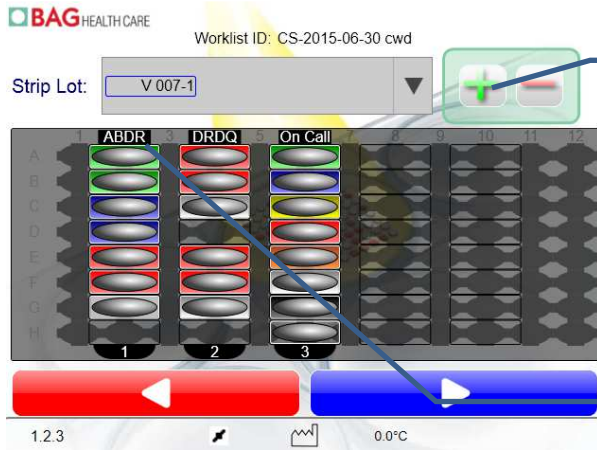 BAG HEALTH CARE
Worklist ID: CS-2015-06-30 cwd
Strip Lot: V 007-1
1 ABDR 3 DRDQ 5 On Call 7 8 9 10 11 12
A
B
C
D
E
F
G
H
1 2 3
1.2.3 0.0°C